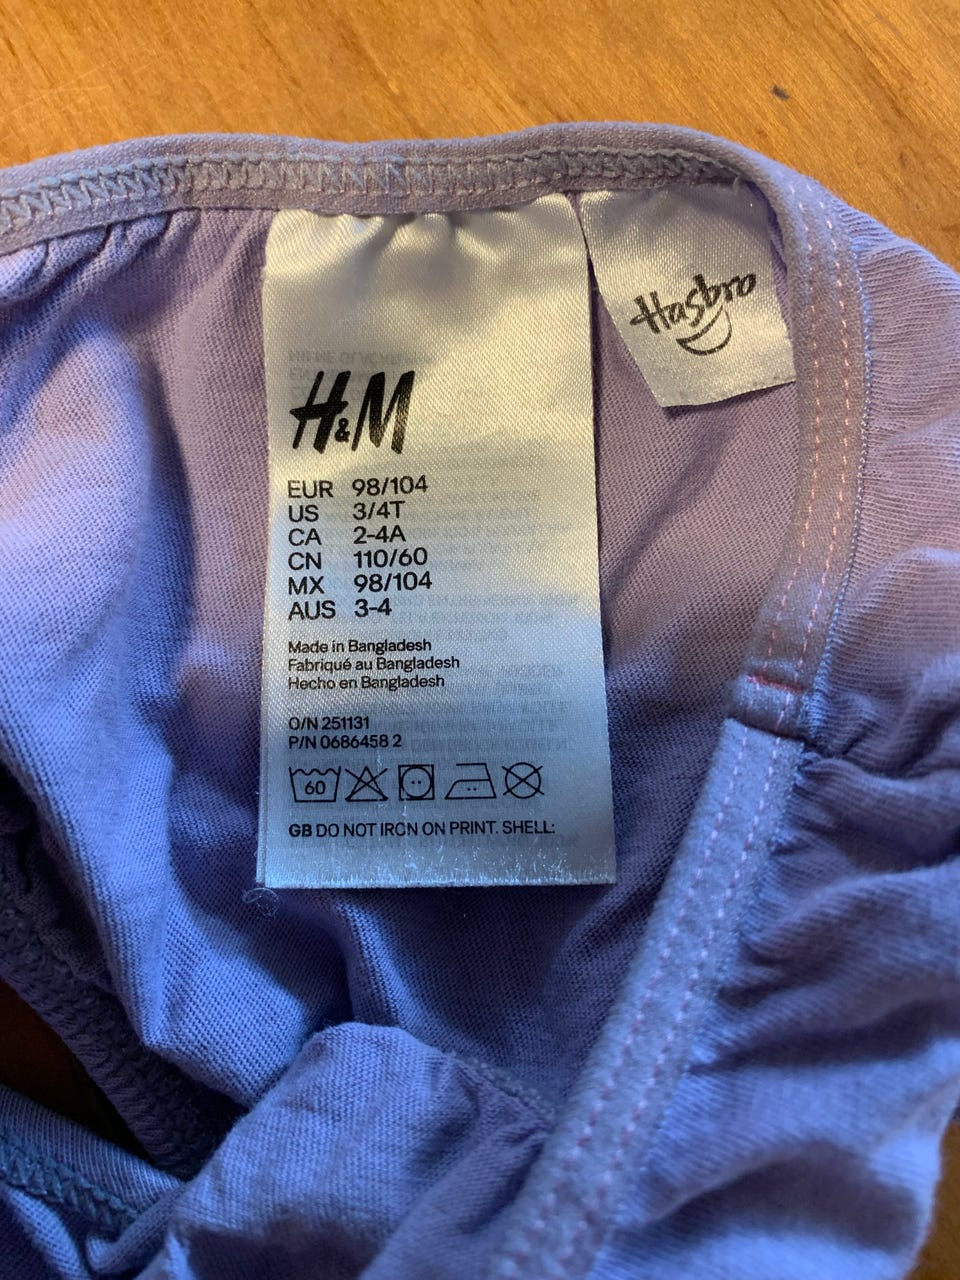 H&M
EUR 98/104
US 3/4T
CA 2-4A
CN 110/60
MX 98/104
AUS 3-4
Made in Bangladesh
Fabriqué au Bangladesh
Hecho en Bangladesh
O/N 251131
P/N 0686458 2
60
GB DO NOT IRON ON PRINT. SHELL:
Hasbro